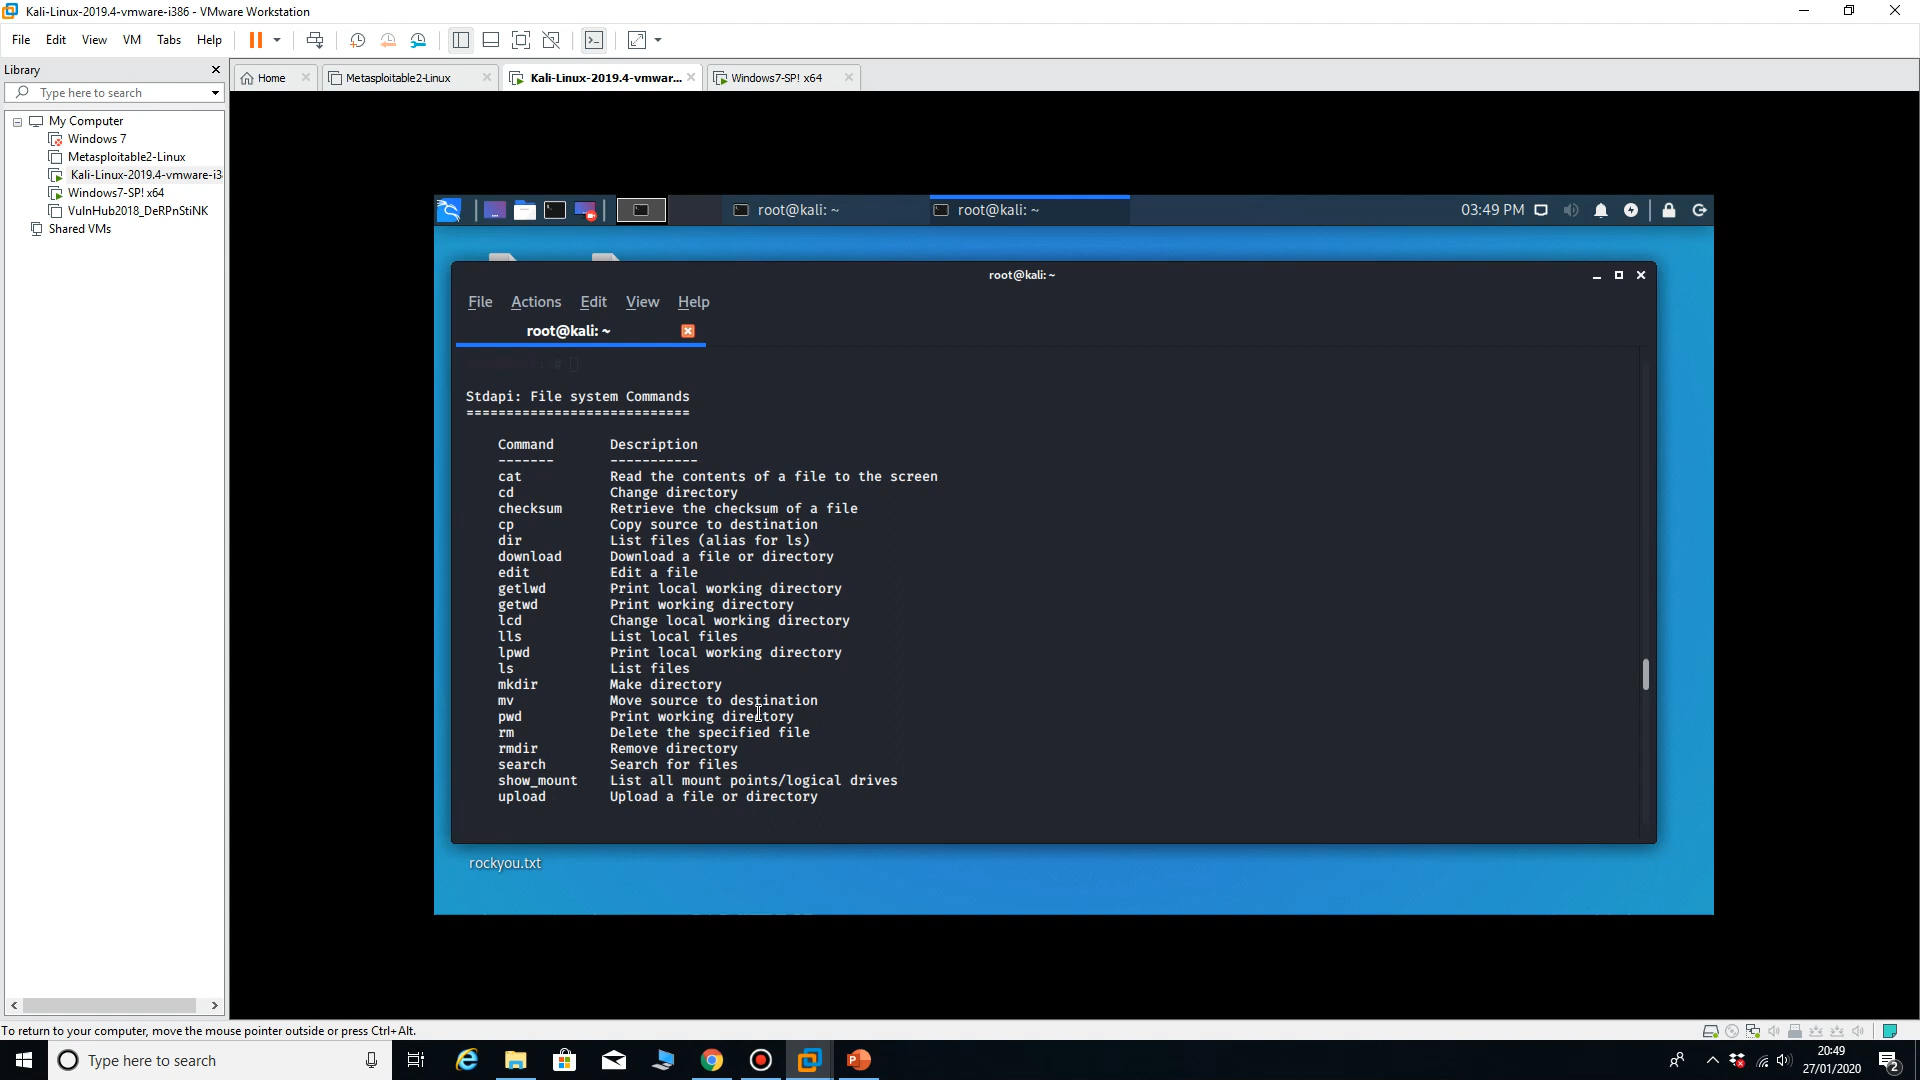 Kali-Linux-2019.4-vmware-i386 - VMware Workstation
File Edit View VM Tabs Help
Library
Type here to search
My Computer
Windows 7
Metasploitable2-Linux
Kali-Linux-2019.4-vmware-i3
Windows7-SP! x64
VulnHub2018_DeRPnStiNK
Shared VMs
Home
Metasploitable2-Linux
Kali-Linux-2019.4-vmwar...
Windows7-SP! x64
root@kali: ~
root@kali: ~
03:49 PM
root@kali: ~
File Actions Edit View Help
root@kali: ~
Stdapi: File system Commands
============================
Command Description
------- -----------
cat Read the contents of a file to the screen
cd Change directory
checksum Retrieve the checksum of a file
cp Copy source to destination
dir List files (alias for ls)
download Download a file or directory
edit Edit a file
getlwd Print local working directory
getwd Print working directory
lcd Change local working directory
lls List local files
lpwd Print local working directory
ls List files
mkdir Make directory
mv Move source to destination
pwd Print working directory
rm Delete the specified file
rmdir Remove directory
search Search for files
show_mount List all mount points/logical drives
upload Upload a file or directory
rockyou.txt
To return to your computer, move the mouse pointer outside or press Ctrl+Alt.
Type here to search
20:49
27/01/2020
2